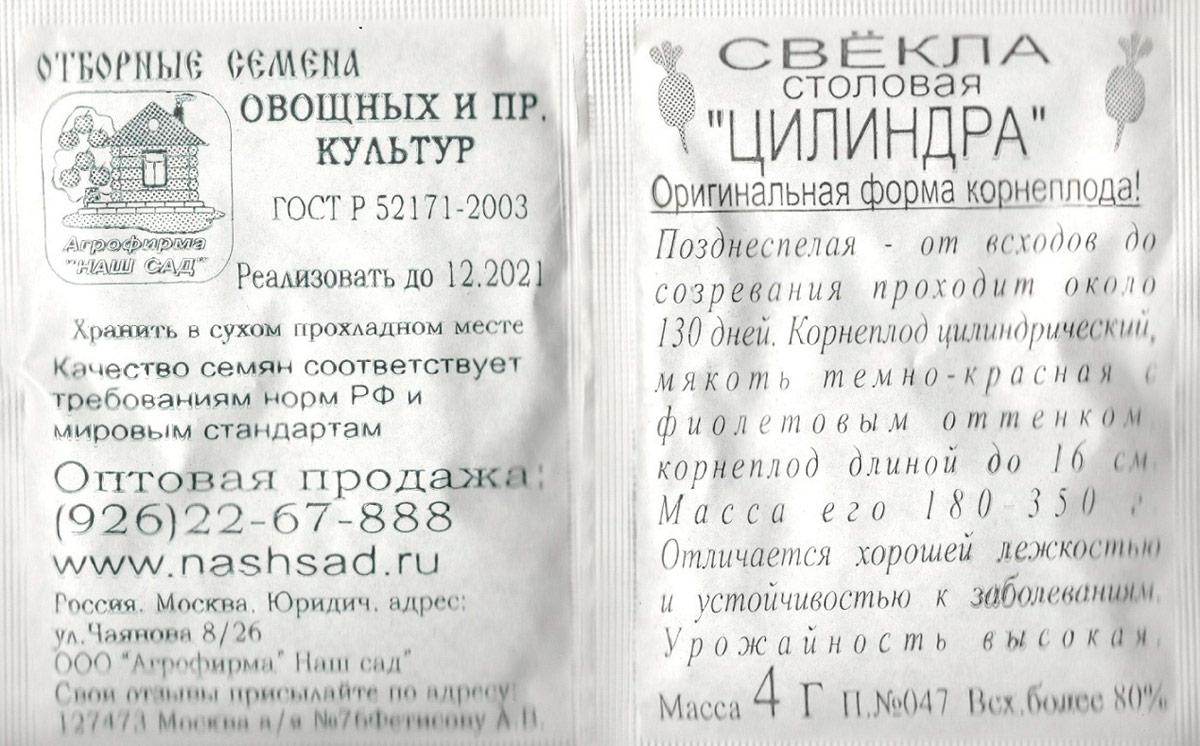 ОТБОРНЫЕ СЕМЕНА
ОВОЩНЫХ И ПР.
КУЛЬТУР
ГОСТ Р 52171-2003
Агрофирма
"НАШ САД"
Реализовать до 12.2021
Хранить в сухом прохладном месте
Качество семян соответствует
требованиям норм РФ и
мировым стандартам
Оптовая продажа:
(926)22-67-888
www.nashsad.ru
Россия. Москва. Юридич. адрес:
ул.Чаянова 8/26
ООО "Агрофирма" Наш сад"
Свои отзывы присылайте по адресу:
127473 Москва а/я №76Фетисову А.В.
СВЁКЛА
СТОЛОВАЯ
"ЦИЛИНДРА"
Оригинальная форма корнеплода!
Позднеспелая - от всходов до
созревания проходит около
130 дней. Корнеплод цилиндрический,
мякоть темно-красная с
фиолетовым оттенком
корнеплод длиной до 16 см.
Масса его 180-350 г.
Отличается хорошей лежкостью
и устойчивостью к заболеваниям.
Урожайность высокая.
Масса 4 Г П.№047 Всх.более 80%